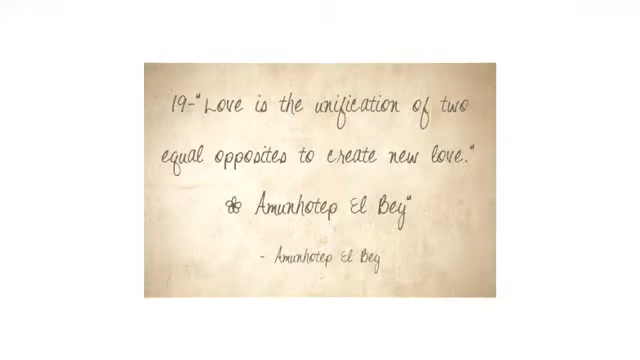 19-"Love is the unification of two
equal opposites to create new love."
❀ Amunhotep El Bey"
- Amunhotep El Bey